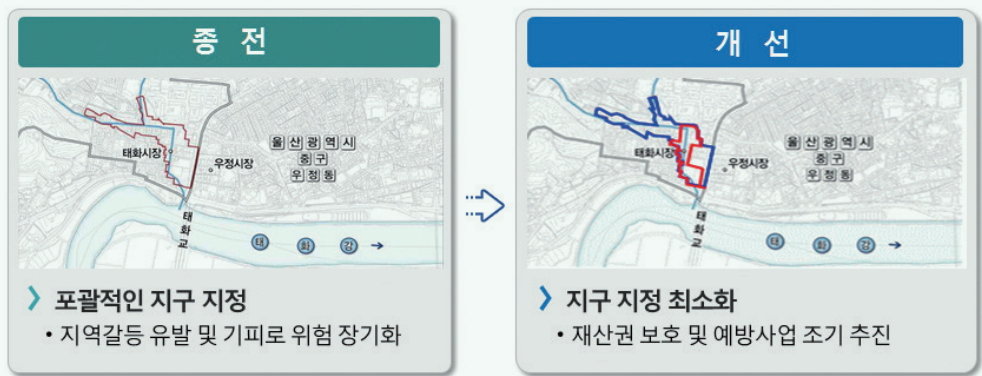 종 전
태화시장
우정시장
울산광역시
중구
우정동
태화교
태 화 강
포괄적인 지구 지정
• 지역갈등 유발 및 기피로 위험 장기화
개 선
태화시장
우정시장
울산광역시
중구
우정동
태화교
태 화 강
지구 지정 최소화
• 재산권 보호 및 예방사업 조기 추진